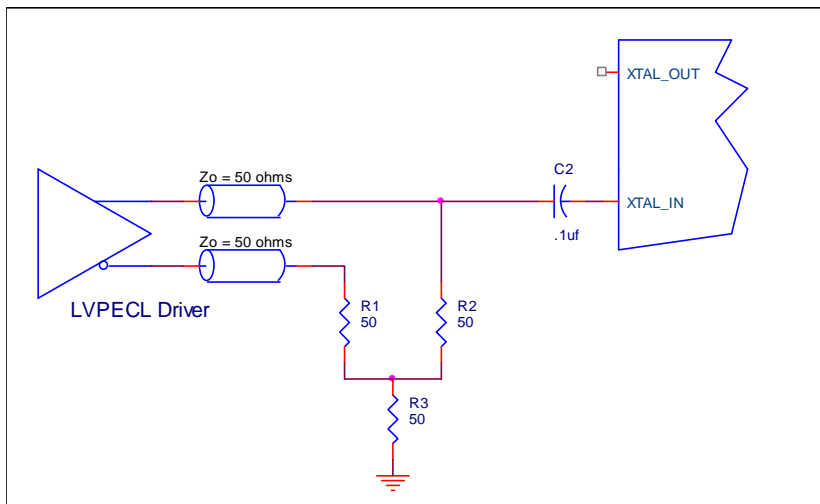 XTAL_OUT
Zo = 50 ohms
C2
XTAL_IN
.1uf
Zo = 50 ohms
LVPECL Driver
R1
50
R2
50
R3
50